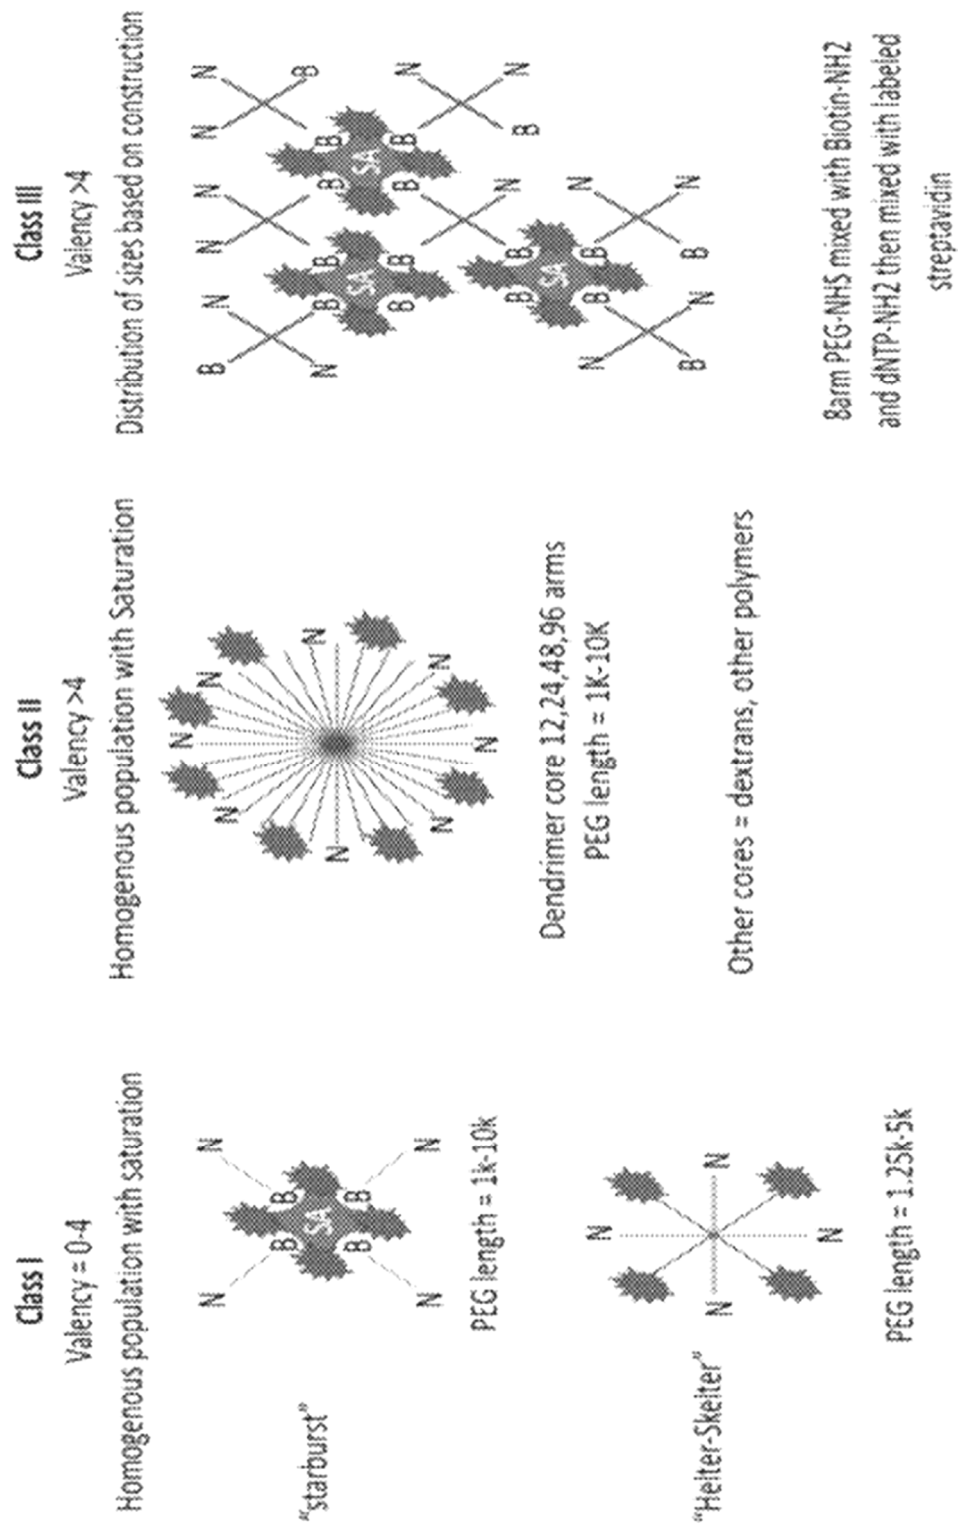 Class I
Valency = 0-4
Homogenous population with saturation
"starburst"
N N
B B
SA
B B
N N
PEG length = 1k-10k
"Helter-Skelter"
N
N N
N
PEG length = 1.25k-5k
Class II
Valency >4
Homogenous population with Saturation
N
N N
N
N
N N
N
Dendrimer core 12,24,48,96 arms
PEG length = 1K-10K
Other cores = dextrans, other polymers
Class III
Valency >4
Distribution of sizes based on construction
B N N N N N
N B B B B B
SA SA
B B B B N
B B N B N
SA
N B B N
B N B N
8arm PEG-NHS mixed with Biotin-NH2
and dNTP-NH2 then mixed with labeled
streptavidin